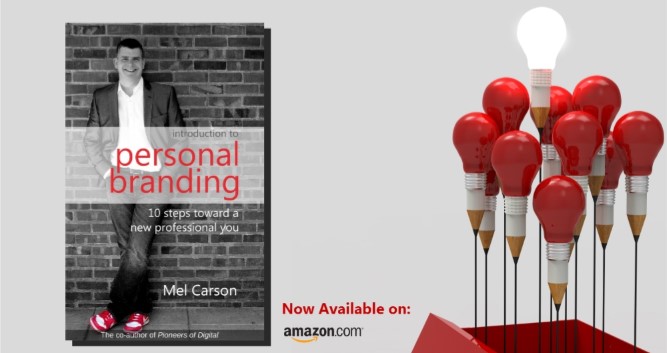 introduction to
personal
branding
10 steps toward a
new professional you
Mel Carson
The co-author of Pioneers of Digital
Now Available on:
amazon.com